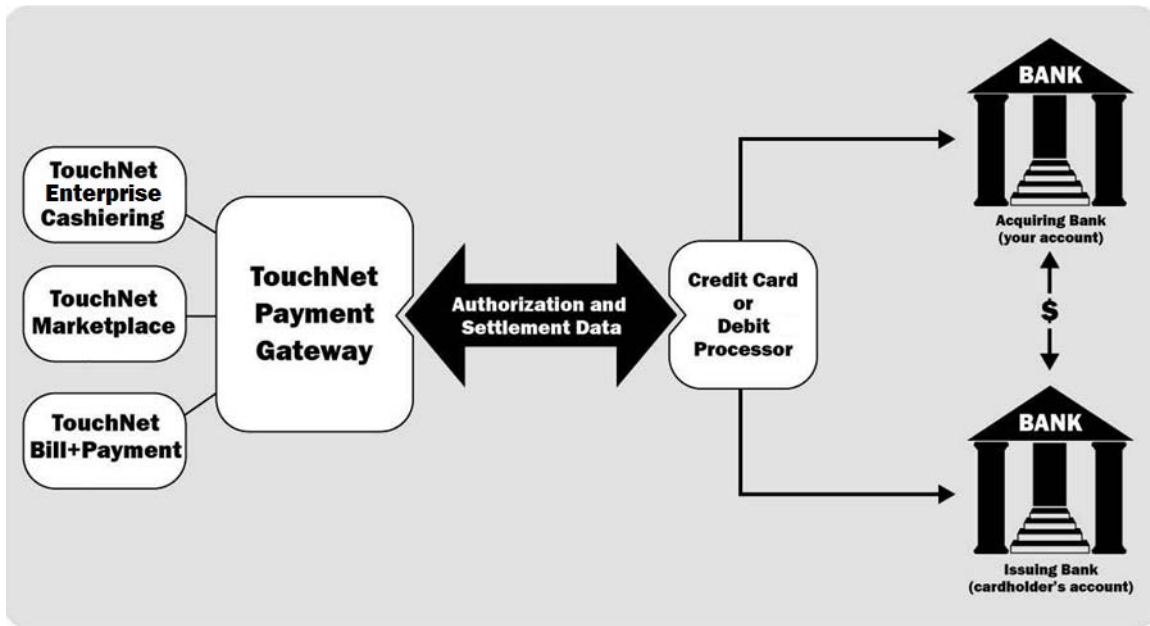 TouchNet
Enterprise
Cashiering
TouchNet
Marketplace
TouchNet
Bill+Payment
TouchNet
Payment
Gateway
Authorization and
Settlement Data
Credit Card
or
Debit
Processor
BANK
Acquiring Bank
(your account)
$
BANK
Issuing Bank
(cardholder's account)